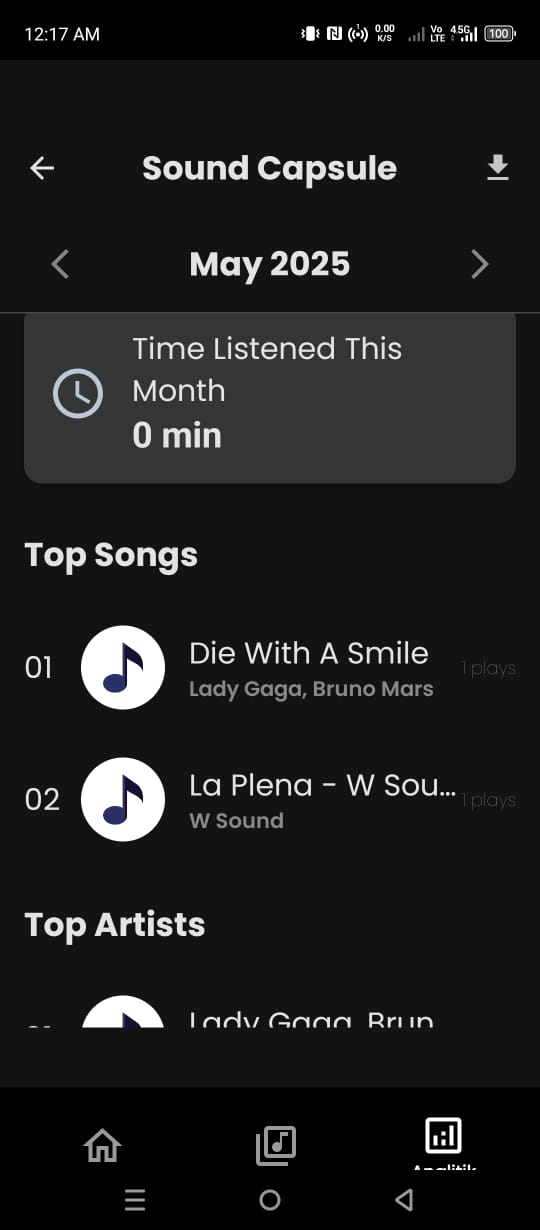 12:17 AM
0.00
K/S
Vo
LTE
4.5G
100
Sound Capsule
May 2025
Time Listened This
Month
0 min
Top Songs
01
Die With A Smile
Lady Gaga, Bruno Mars
1 plays
02
La Plena - W Sou...
W Sound
1 plays
Top Artists
Lady Gaga, Brun
Analitik